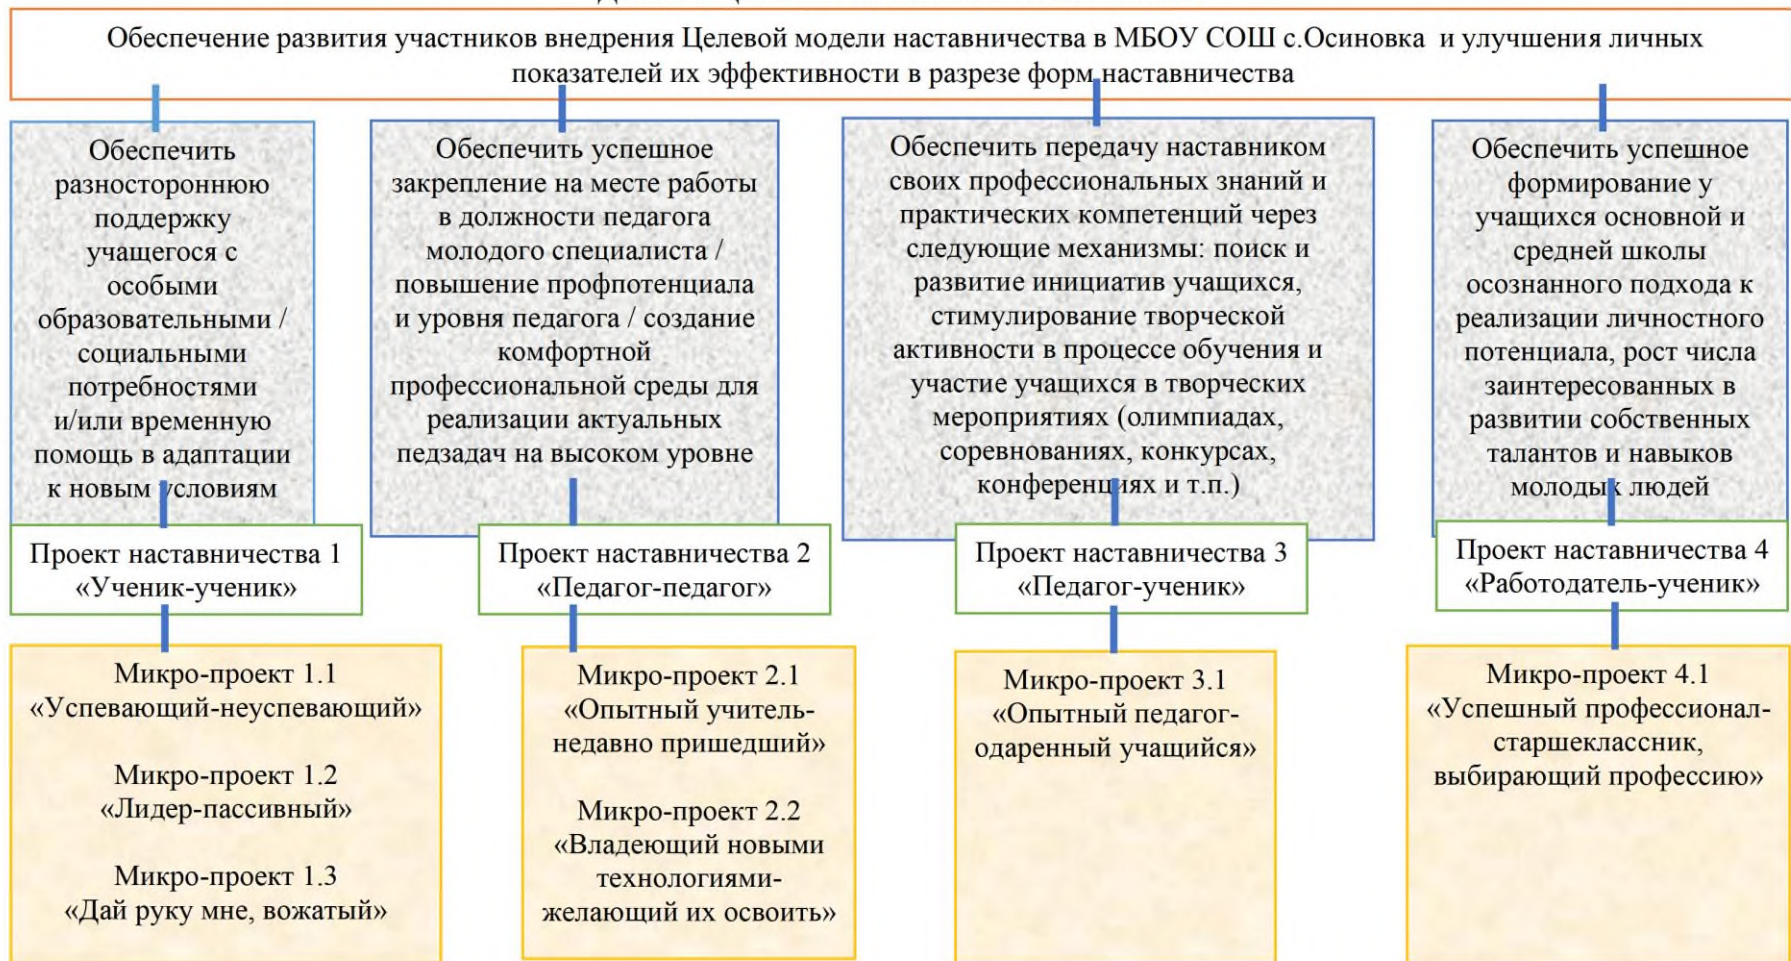 Обеспечение развития участников внедрения Целевой модели наставничества в МБОУ СОШ с.Осиновка и улучшения личных
показателей их эффективности в разрезе форм наставничества
Обеспечить
разностороннюю
поддержку
учащегося с
особыми
образовательными /
социальными
потребностями
и/или временную
помощь в адаптации
к новым условиям
Обеспечить успешное
закрепление на месте работы
в должности педагога
молодого специалиста /
повышение профпотенциала
и уровня педагога / создание
комфортной
профессиональной среды для
реализации актуальных
педзадач на высоком уровне
Обеспечить передачу наставником
своих профессиональных знаний и
практических компетенций через
следующие механизмы: поиск и
развитие инициатив учащихся,
стимулирование творческой
активности в процессе обучения и
участие учащихся в творческих
мероприятиях (олимпиадах,
соревнованиях, конкурсах,
конференциях и т.п.)
Обеспечить успешное
формирование у
учащихся основной и
средней школы
осознанного подхода к
реализации личностного
потенциала, рост числа
заинтересованных в
развитии собственных
талантов и навыков
молодых людей
Проект наставничества 1
«Ученик-ученик»
Проект наставничества 2
«Педагог-педагог»
Проект наставничества 3
«Педагог-ученик»
Проект наставничества 4
«Работодатель-ученик»
Микро-проект 1.1
«Успевающий-неуспевающий»
Микро-проект 1.2
«Лидер-пассивный»
Микро-проект 1.3
«Дай руку мне, вожатый»
Микро-проект 2.1
«Опытный учитель-
недавно пришедший»
Микро-проект 2.2
«Владеющий новыми
технологиями-
желающий их освоить»
Микро-проект 3.1
«Опытный педагог-
одаренный учащийся»
Микро-проект 4.1
«Успешный профессионал-
старшеклассник,
выбирающий профессию»